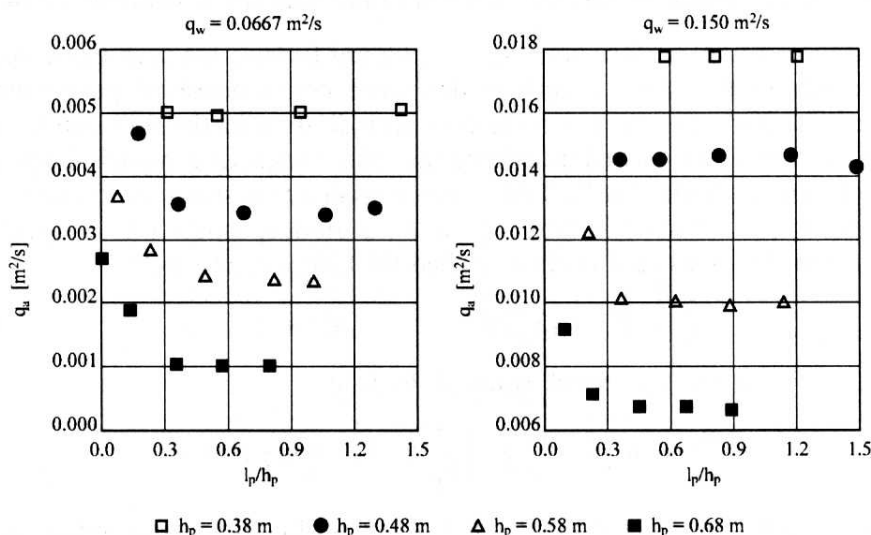 q_w = 0.0667 m²/s
q_w = 0.150 m²/s
0.006
0.005
0.004
0.003
0.002
0.001
0.000
q_a [m²/s]
0.0 0.3 0.6 0.9 1.2 1.5
l_p/h_p
0.018
0.016
0.014
0.012
0.010
0.008
0.006
q_a [m²/s]
0.0 0.3 0.6 0.9 1.2 1.5
l_p/h_p
□ h_p = 0.38 m ● h_p = 0.48 m △ h_p = 0.58 m ■ h_p = 0.68 m